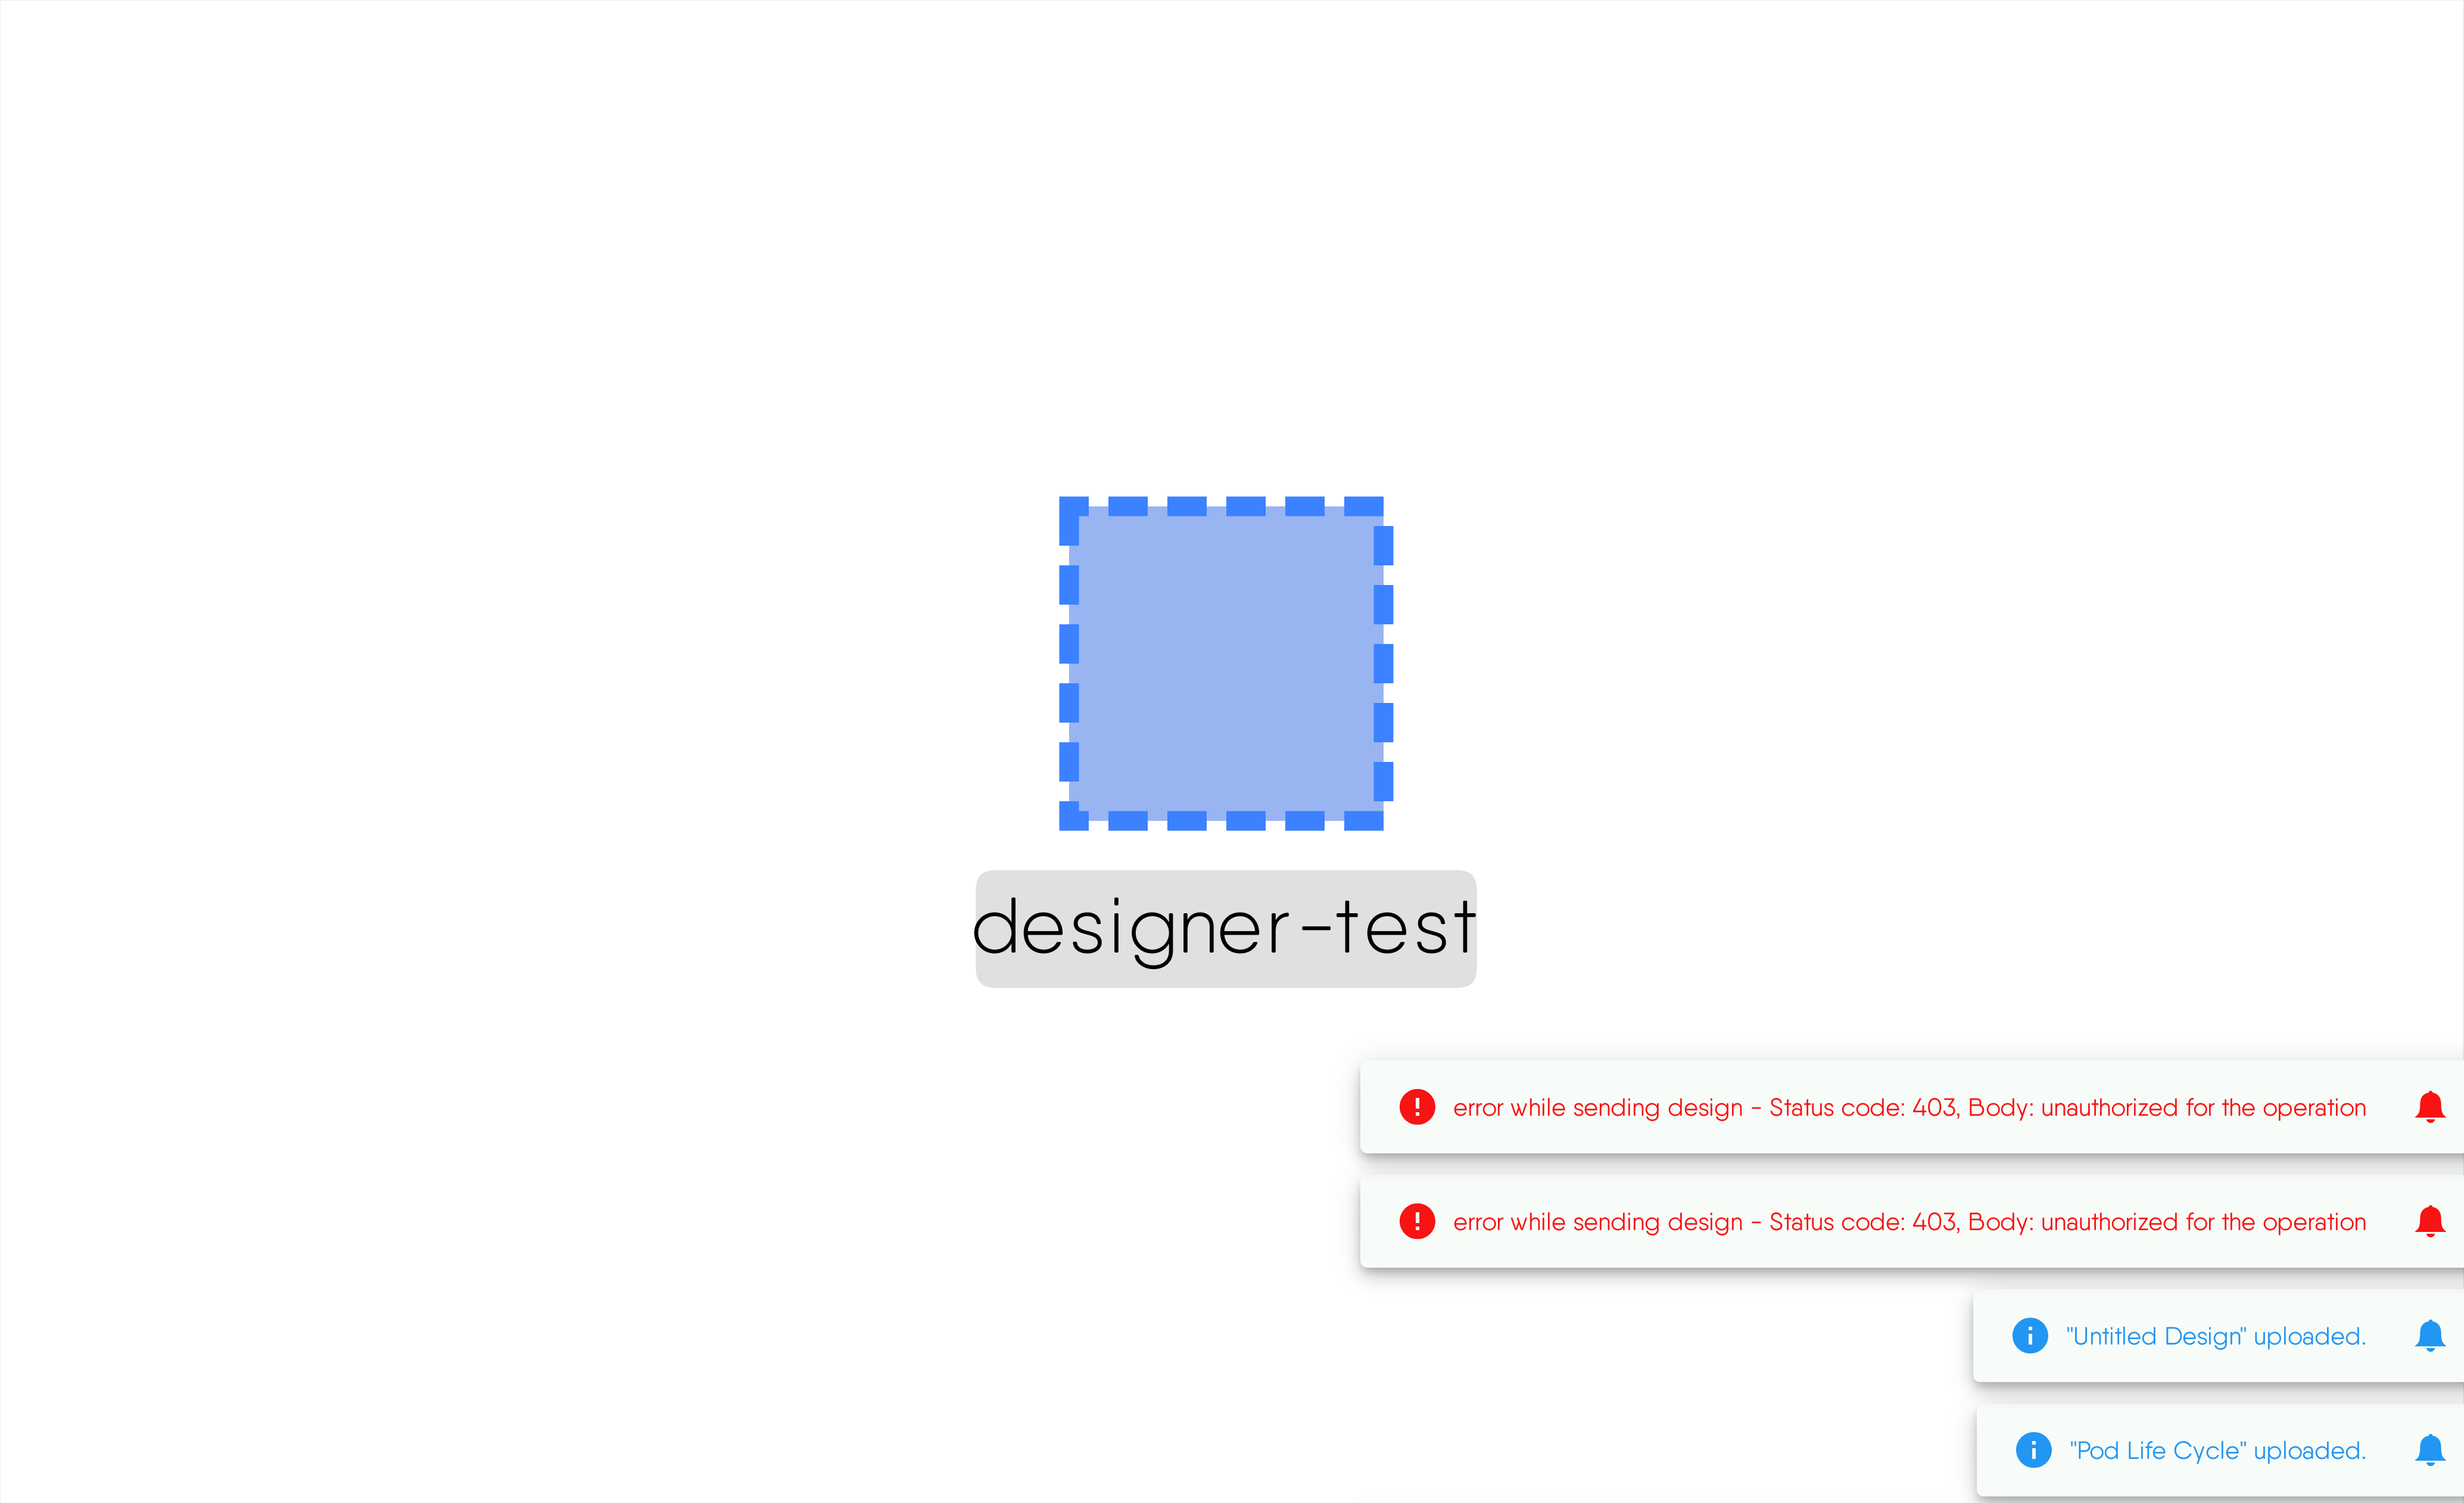 designer-test
error while sending design - Status code: 403, Body: unauthorized for the operation
error while sending design - Status code: 403, Body: unauthorized for the operation
"Untitled Design" uploaded.
"Pod Life Cycle" uploaded.